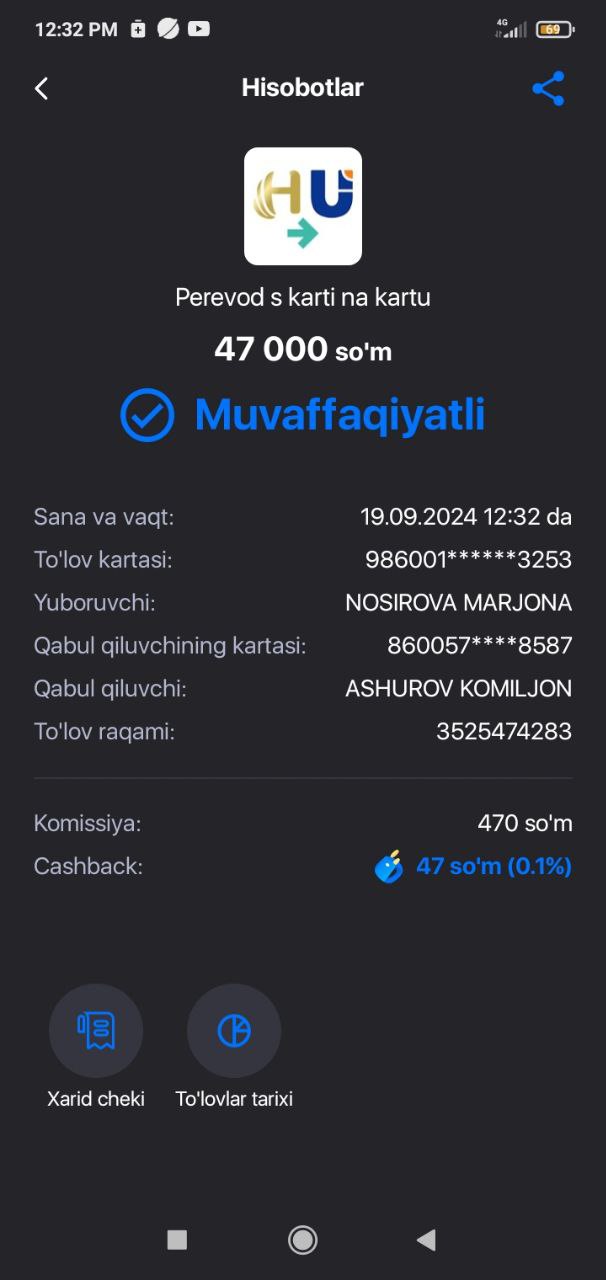 12:32 PM 4G 69
Hisobotlar
HU
Perevod s karti na kartu
47 000 so'm
Muvaffaqiyatli
Sana va vaqt: 19.09.2024 12:32 da
To'lov kartasi: 986001******3253
Yuboruvchi: NOSIROVA MARJONA
Qabul qiluvchining kartasi: 860057****8587
Qabul qiluvchi: ASHUROV KOMILJON
To'lov raqami: 3525474283
Komissiya: 470 so'm
Cashback: 47 so'm (0.1%)
Xarid cheki To'lovlar tarixi